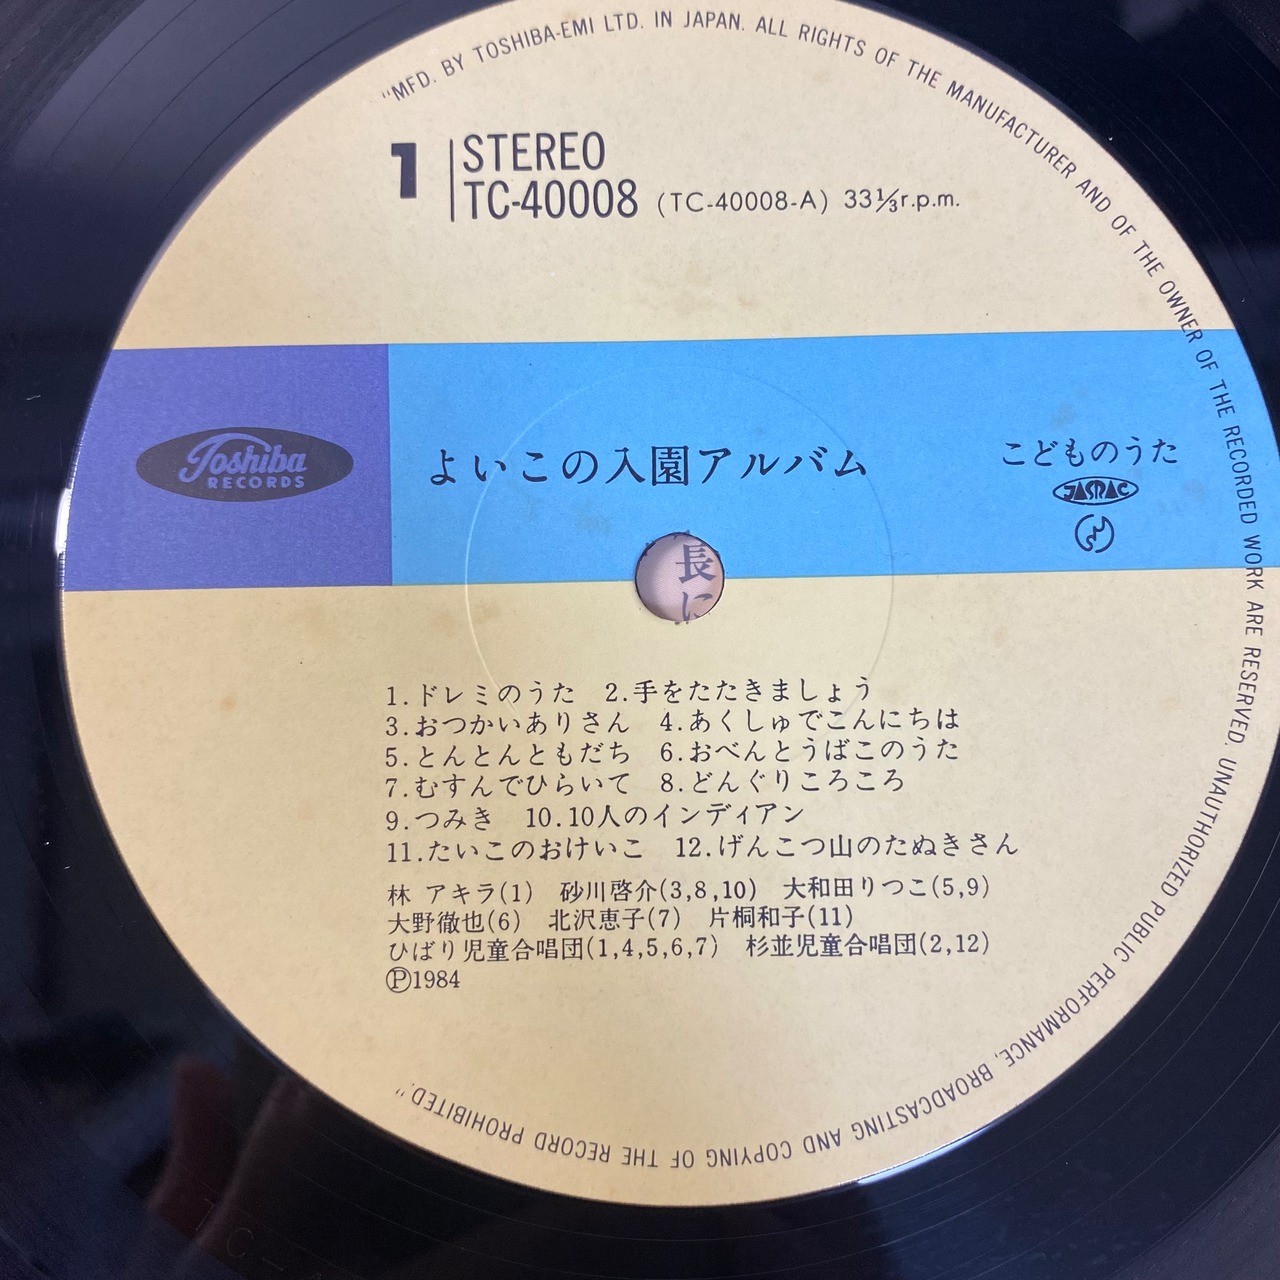 "MFD. BY TOSHIBA-EMI LTD. IN JAPAN. ALL RIGHTS OF THE MANUFACTURER AND OF THE OWNER OF THE RECORDED WORK ARE RESERVED. UNAUTHORIZED PUBLIC PERFORMANCE, BROADCASTING AND COPYING OF THE RECORD PROHIBITED."
1
STEREO
TC-40008 (TC-40008-A) 33⅓r.p.m.
Toshiba
RECORDS
よいこの入園アルバム
こどものうた
JASRAC
長に
1.ドレミのうた 2.手をたたきましょう
3.おつかいありさん 4.あくしゅでこんにちは
5.とんとんともだち 6.おべんとうばこのうた
7.むすんでひらいて 8.どんぐりころころ
9.つみき 10.10人のインディアン
11.たいこのおけいこ 12.げんこつ山のたぬきさん
林 アキラ(1) 砂川啓介(3,8,10) 大和田りつこ(5,9)
大野徹也(6) 北沢恵子(7) 片桐和子(11)
ひばり児童合唱団(1,4,5,6,7) 杉並児童合唱団(2,12)
Ⓟ1984